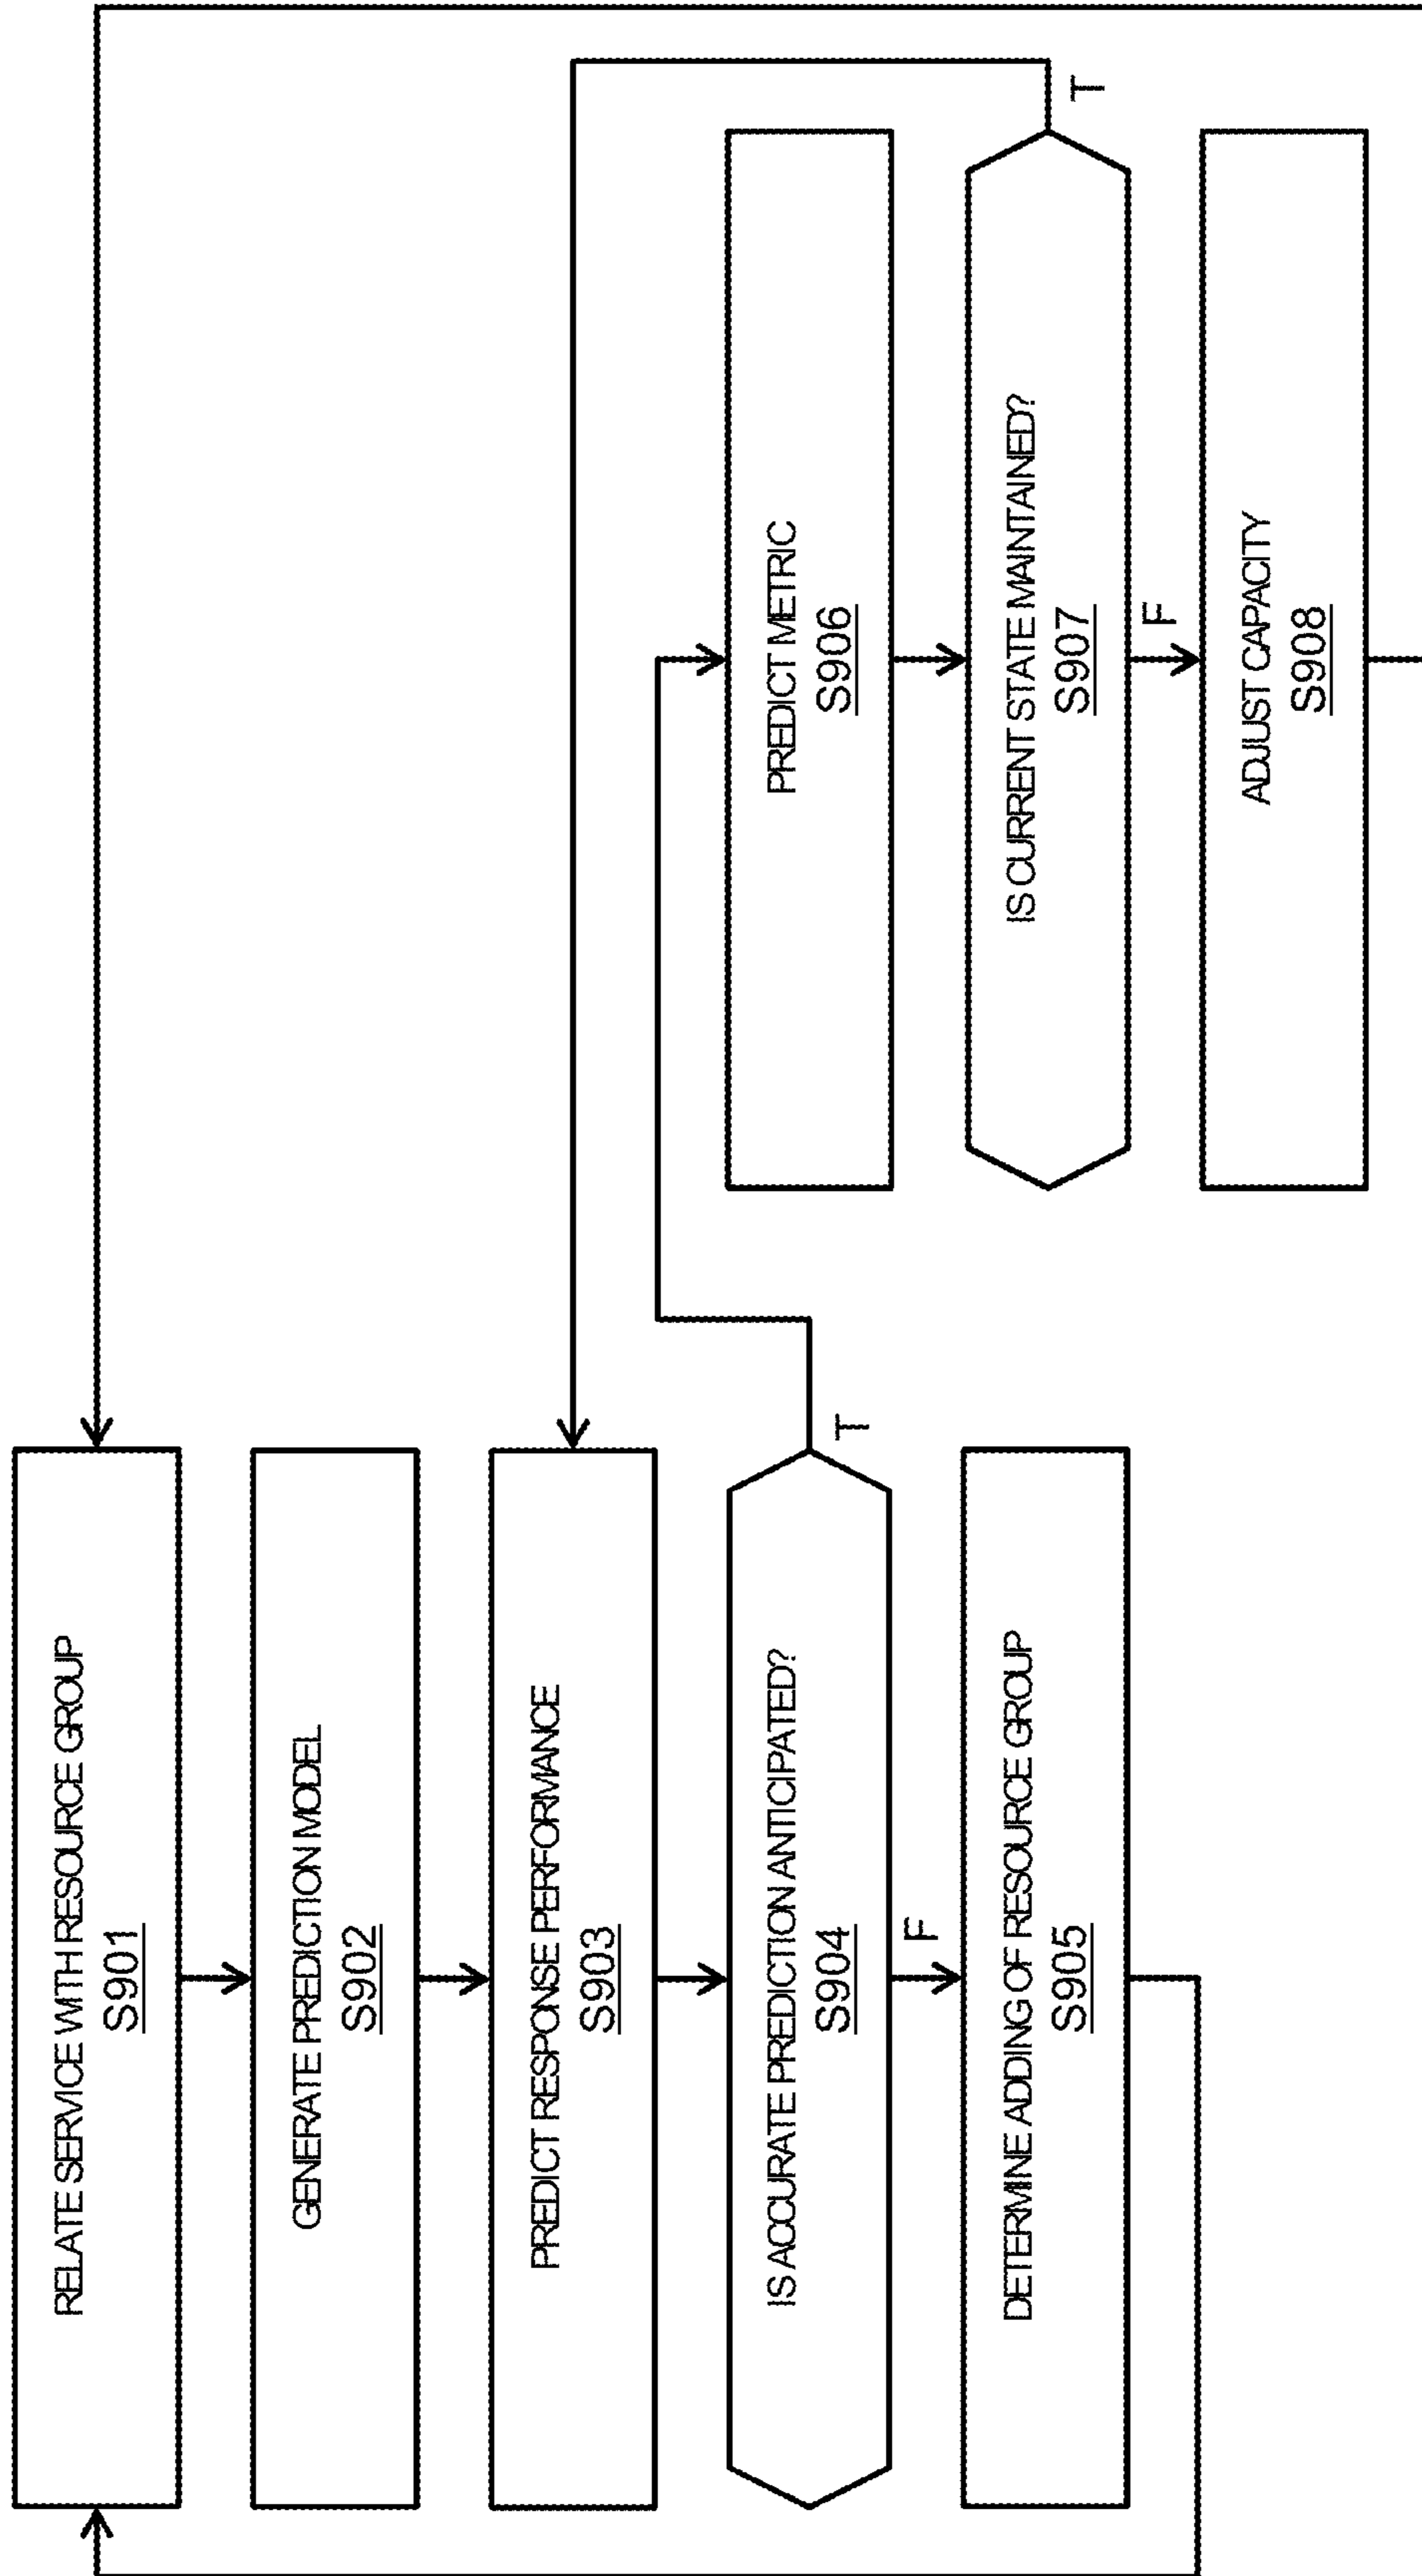 RELATE SERVICE WITH RESOURCE GROUP
S901
GENERATE PREDICTION MODEL
S902
PREDICT RESPONSE PERFORMANCE
S903
IS ACCURATE PREDICTION ANTICIPATED?
S904
T
F
DETERMINE ADDING OF RESOURCE GROUP
S905
PREDICT METRIC
S906
IS CURRENT STATE MAINTAINED?
S907
T
F
ADJUST CAPACITY
S908